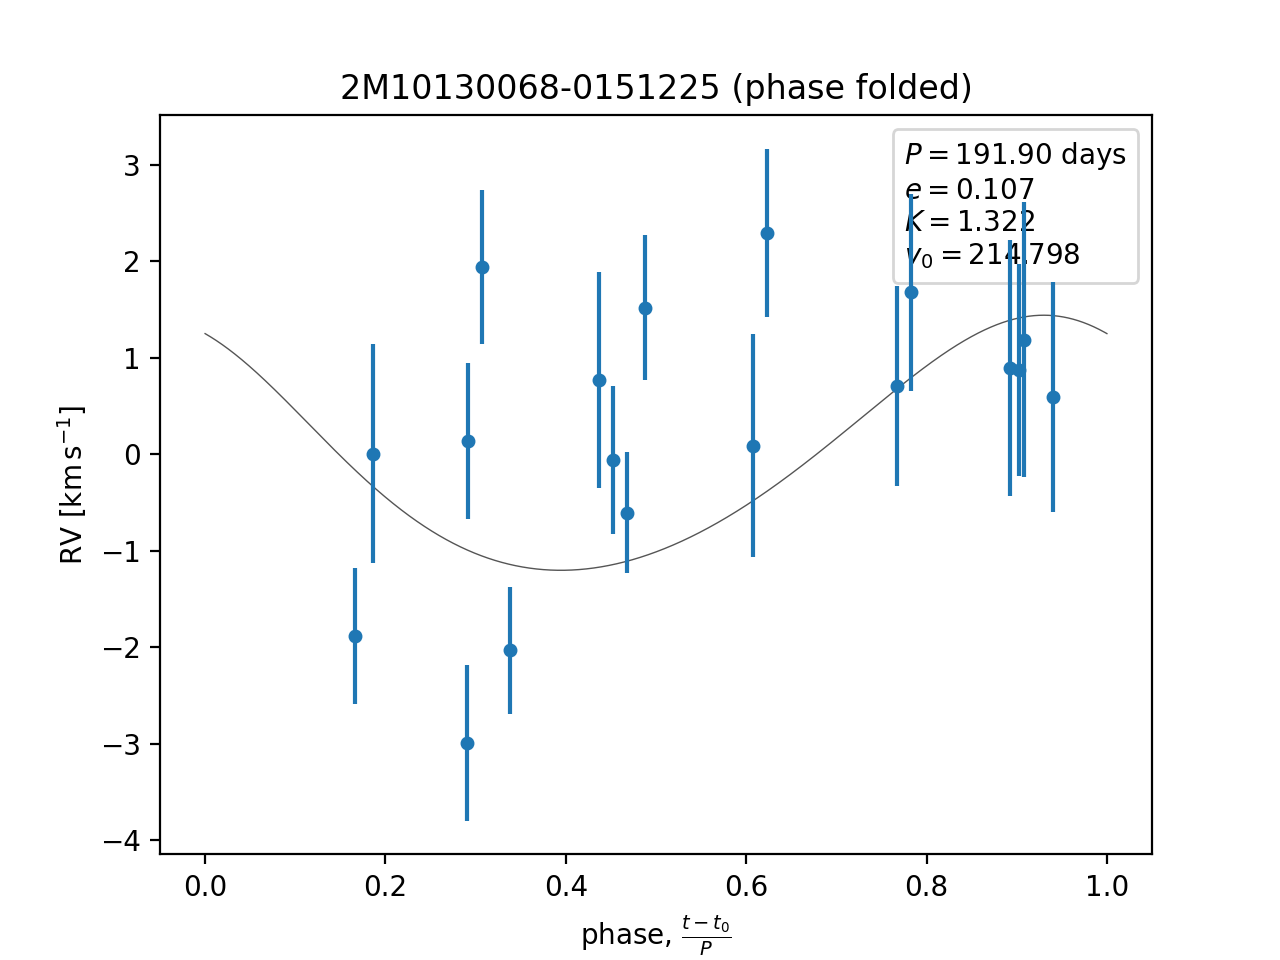 2M10130068-0151225 (phase folded)
P = 191.90 days
e = 0.107
K = 1.322
v₀ = 214.798
3
2
1
0
−1
−2
−3
−4
RV [km s⁻¹]
0.0 0.2 0.4 0.6 0.8 1.0
phase, (t − t₀)/P